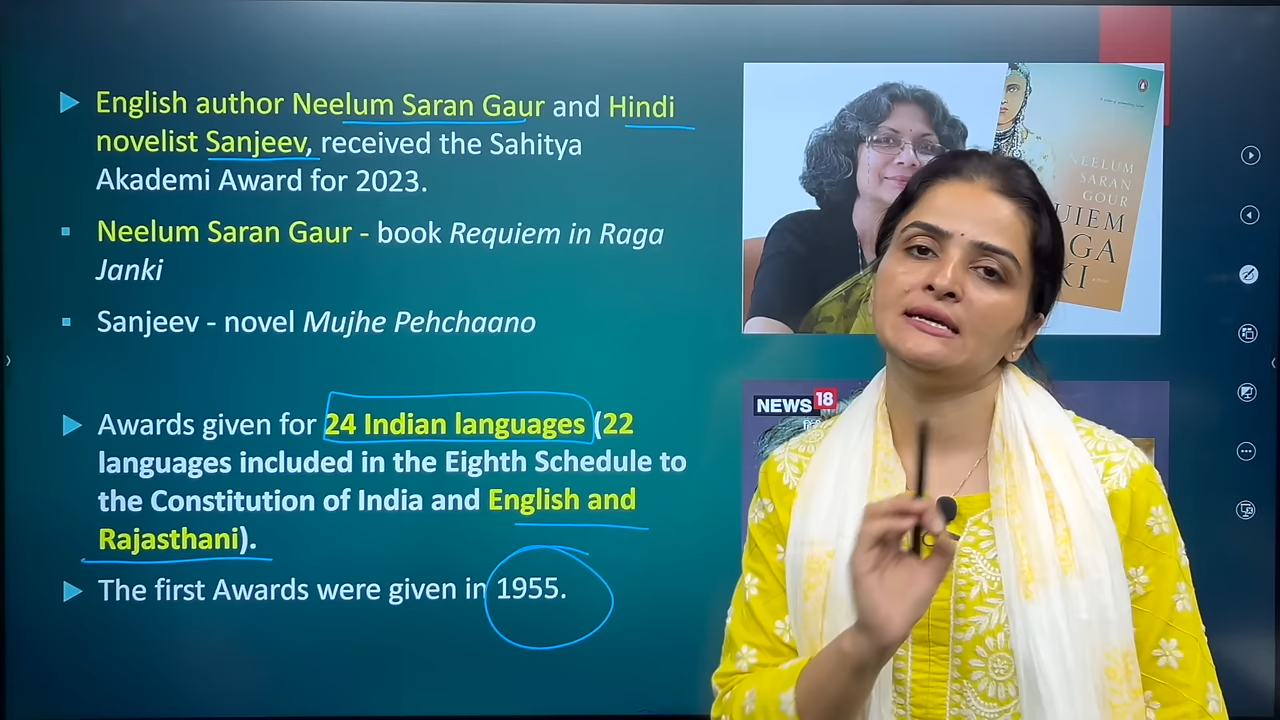 English author Neelum Saran Gaur and Hindi
novelist Sanjeev, received the Sahitya
Akademi Award for 2023.
Neelum Saran Gaur - book Requiem in Raga
Janki
Sanjeev - novel Mujhe Pehchaano
Awards given for 24 Indian languages (22
languages included in the Eighth Schedule to
the Constitution of India and English and
Rajasthani).
The first Awards were given in 1955.
NEELUM
SARAN
GOUR
UIEM
AGA
KI
NEWS 18